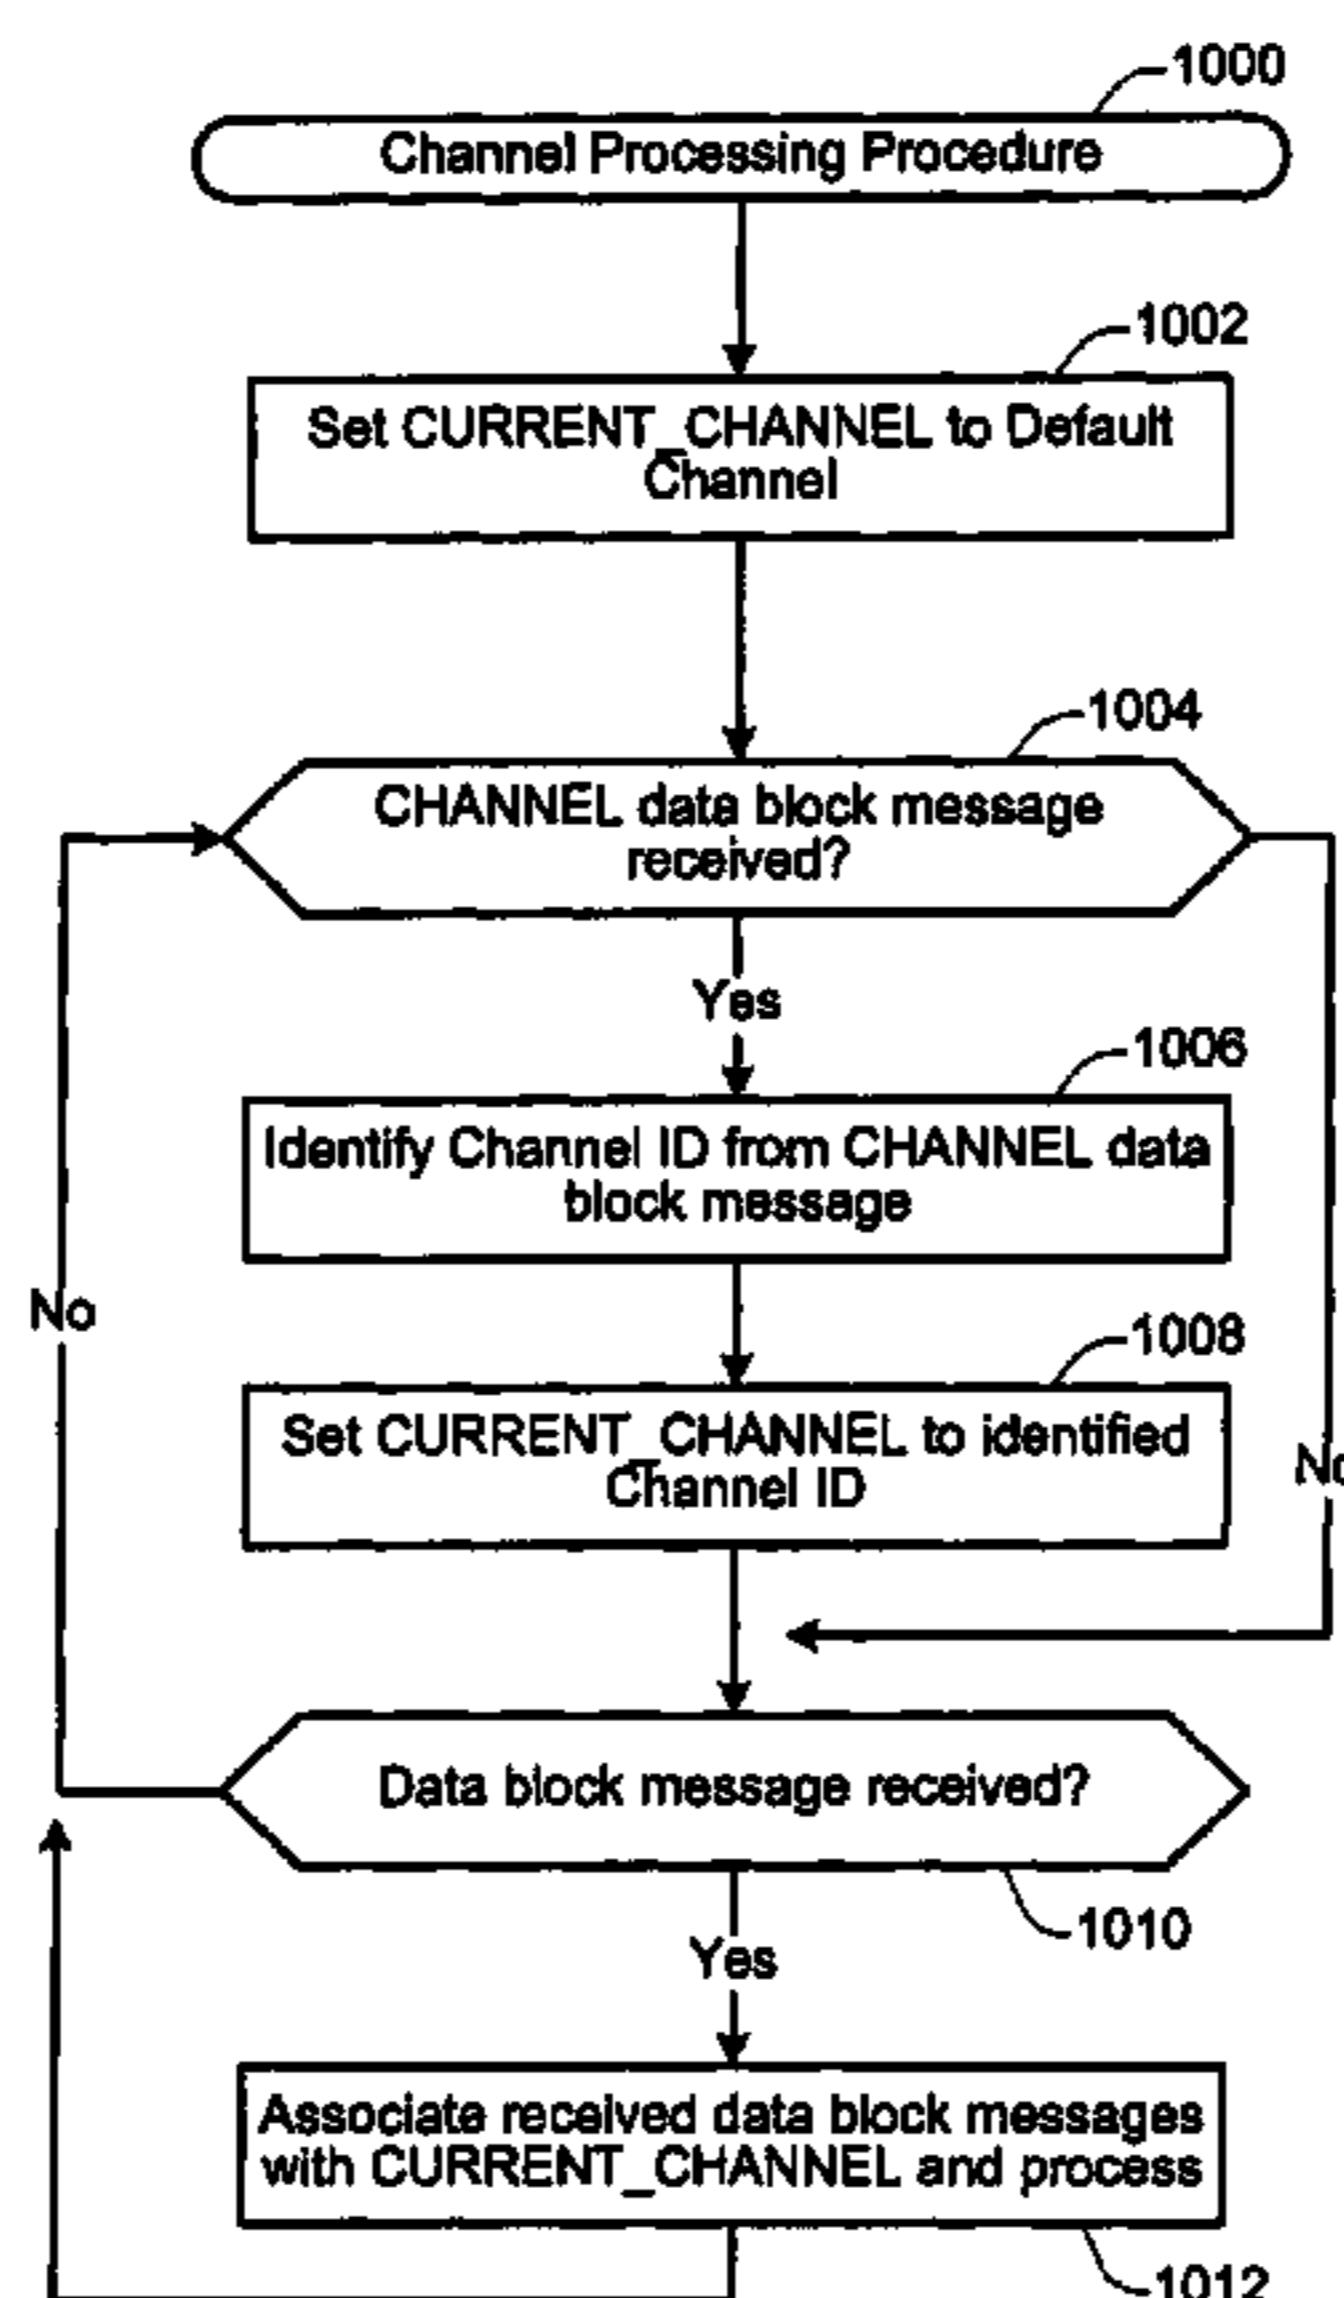 1000
Channel Processing Procedure
1002
Set CURRENT_CHANNEL to Default
Channel
1004
CHANNEL data block message
received?
Yes
1006
Identify Channel ID from CHANNEL data
block message
No
1008
Set CURRENT_CHANNEL to identified
Channel ID
No
Data block message received?
1010
Yes
Associate received data block messages
with CURRENT_CHANNEL and process
1012